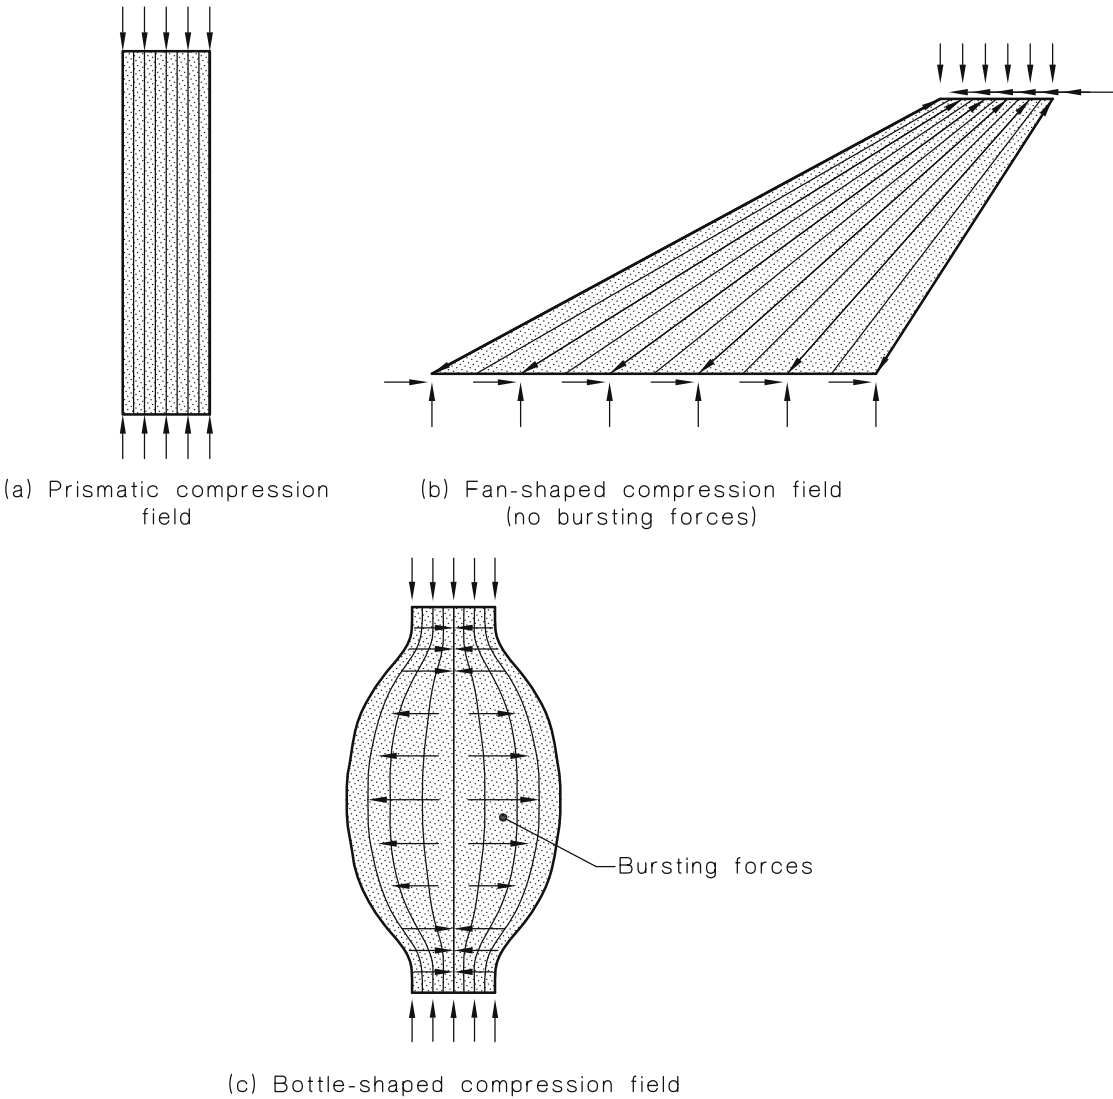 (a) Prismatic compression
field
(b) Fan-shaped compression field
(no bursting forces)
Bursting forces
(c) Bottle-shaped compression field